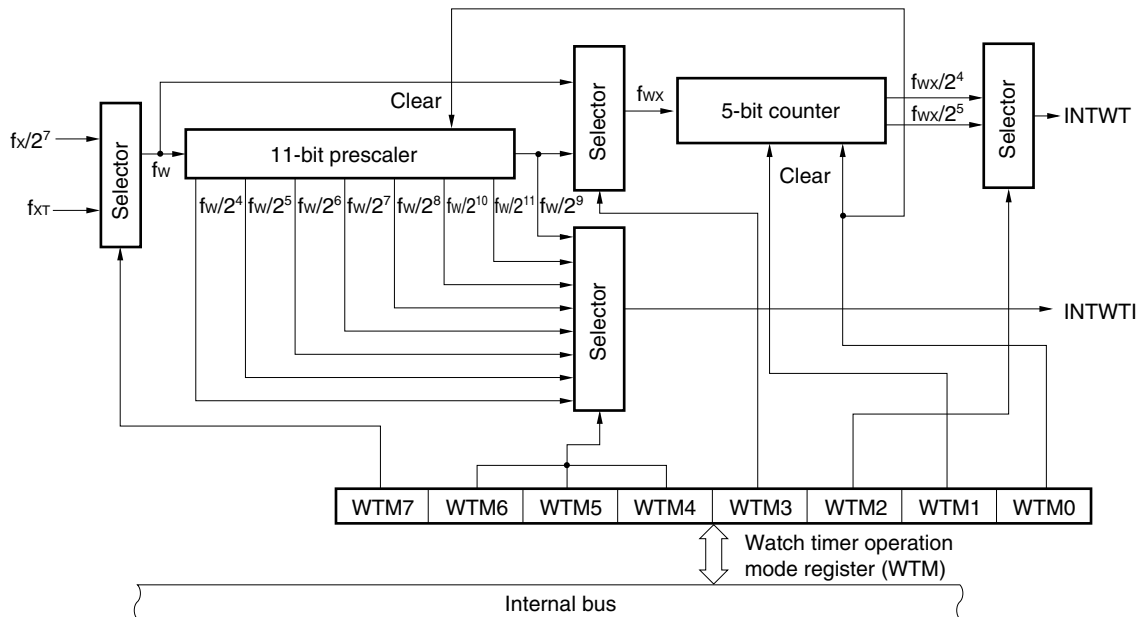 Clear
fX/2⁷
fXT
Selector
fW
11-bit prescaler
fW/2⁴ fW/2⁵ fW/2⁶ fW/2⁷ fW/2⁸ fW/2¹⁰ fW/2¹¹ fW/2⁹
Selector
fWX
5-bit counter
Clear
fWX/2⁴
fWX/2⁵
Selector
INTWT
Selector
INTWTI
WTM7 WTM6 WTM5 WTM4 WTM3 WTM2 WTM1 WTM0
Watch timer operation
mode register (WTM)
Internal bus